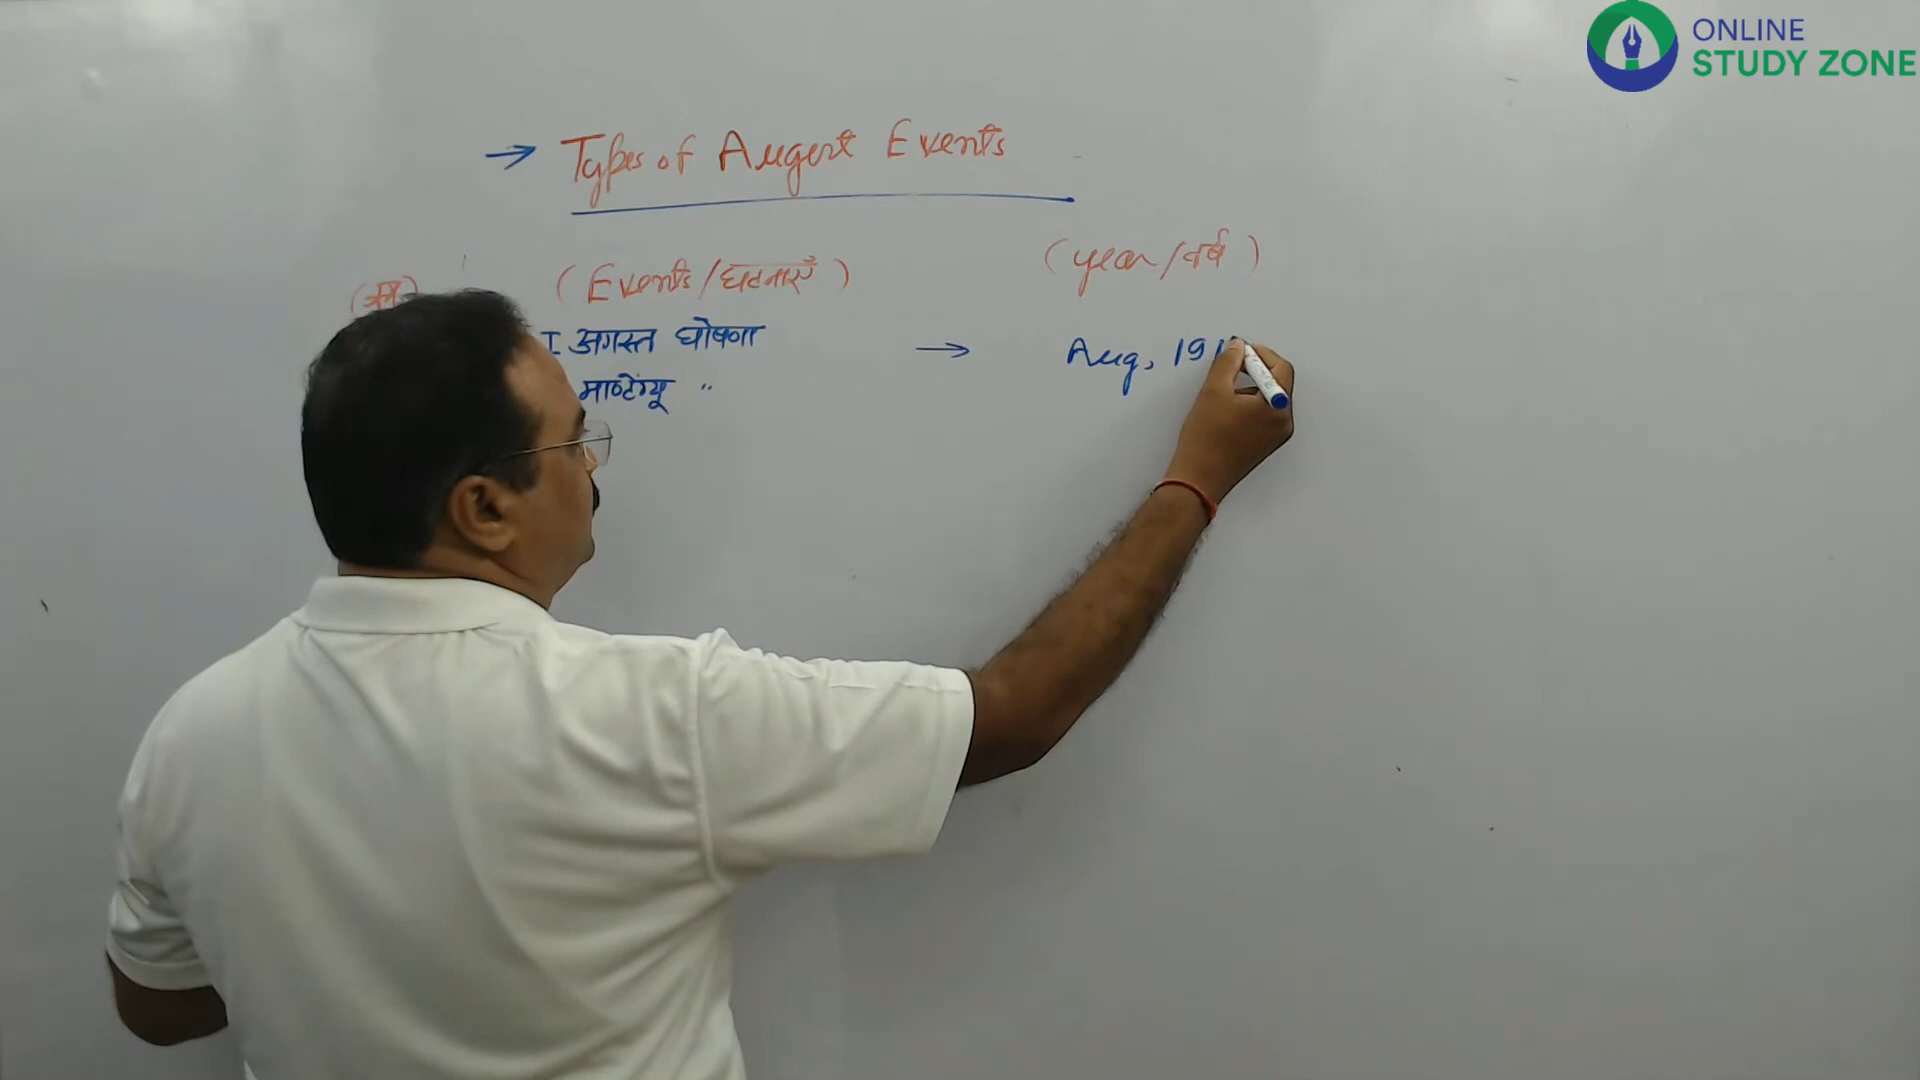 ONLINE
STUDY ZONE
→ Types of August Events
(Events/घटनाएँ)
(year/वर्ष)
I अगस्त घोषणा → Aug, 191
माण्टेग्यू "